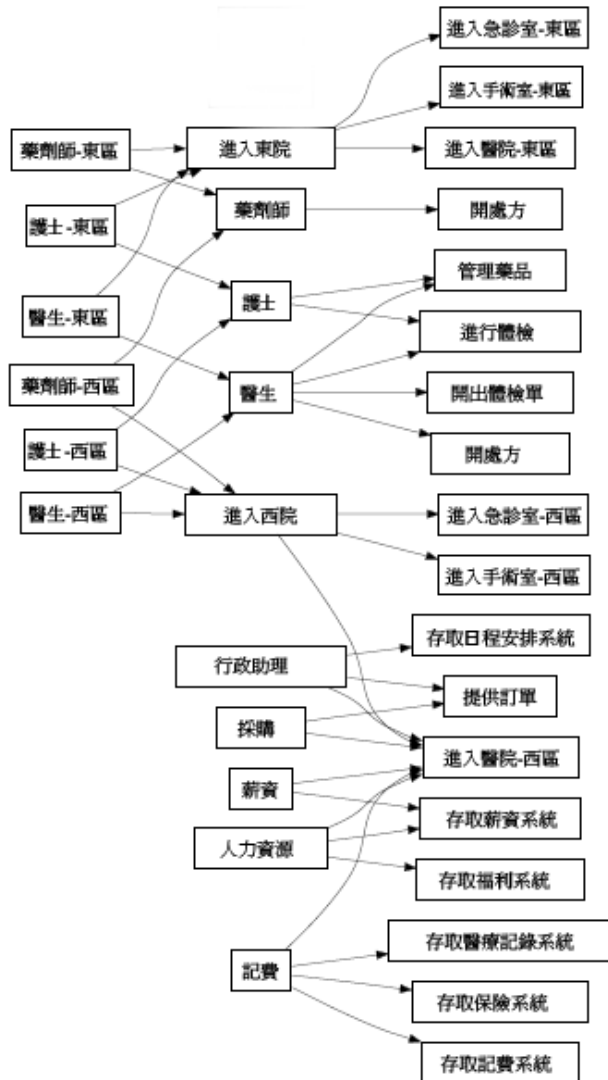 進入急診室-東區
進入手術室-東區
藥劑師-東區
進入東院
進入醫院-東區
藥劑師
開處方
護士-東區
管理藥品
護士
醫生-東區
進行體檢
藥劑師-西區
醫生
開出體檢單
護士-西區
開處方
醫生-西區
進入西院
進入急診室-西區
進入手術室-西區
存取日程安排系統
行政助理
提供訂單
採購
進入醫院-西區
薪資
存取薪資系統
人力資源
存取福利系統
存取醫療記錄系統
記費
存取保險系統
存取記費系統